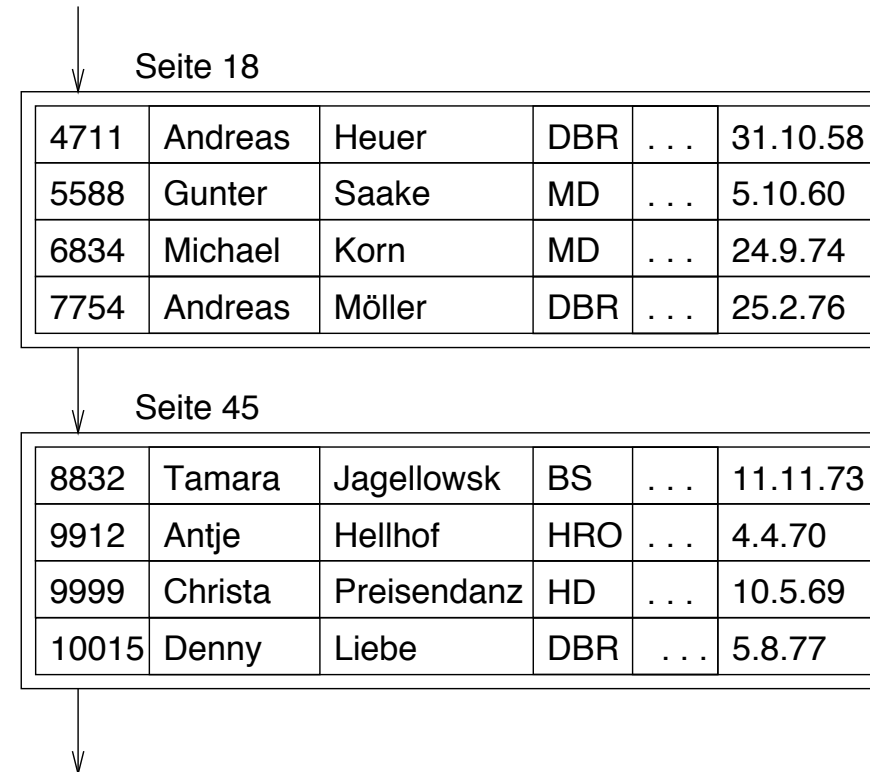 Seite 18
4711 Andreas Heuer DBR . . . 31.10.58
5588 Gunter Saake MD . . . 5.10.60
6834 Michael Korn MD . . . 24.9.74
7754 Andreas Möller DBR . . . 25.2.76
Seite 45
8832 Tamara Jagellowsk BS . . . 11.11.73
9912 Antje Hellhof HRO . . . 4.4.70
9999 Christa Preisendanz HD . . . 10.5.69
10015 Denny Liebe DBR . . . 5.8.77